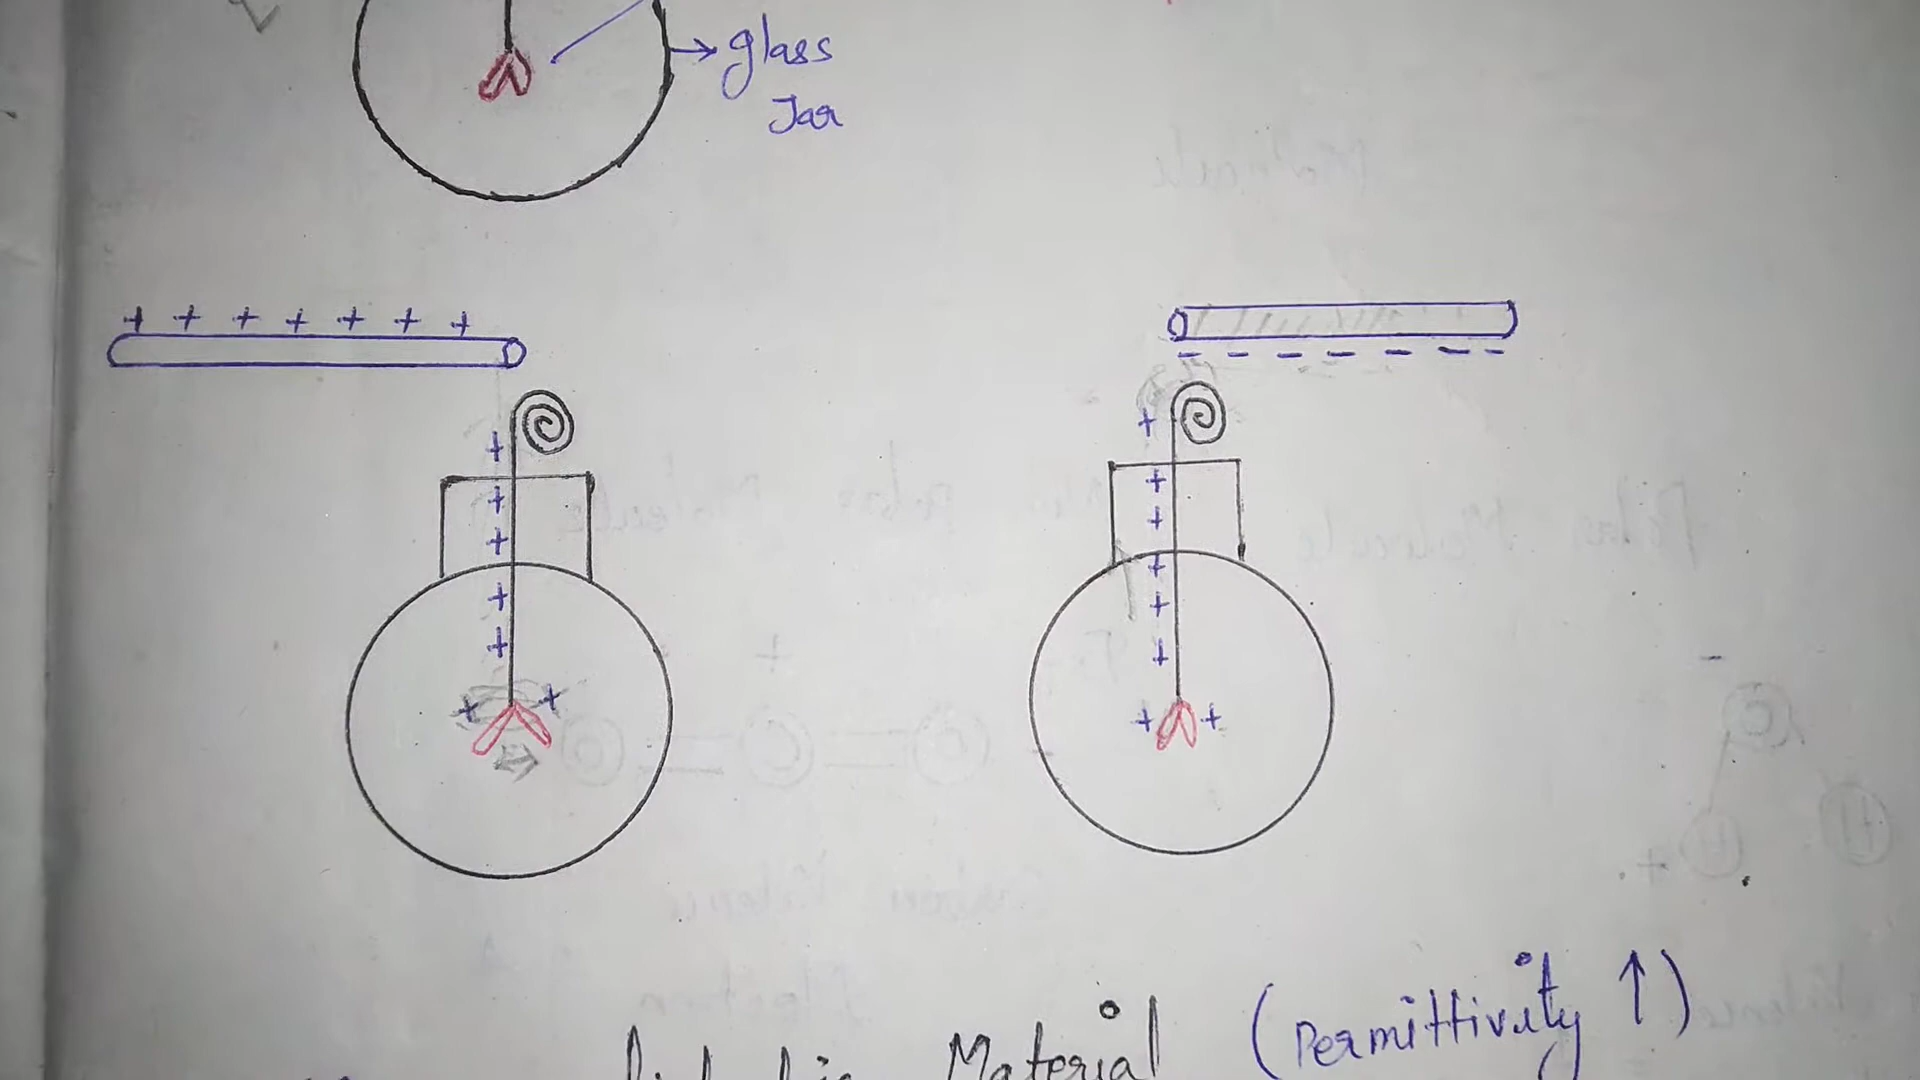 glass
Jar
+ + + + + + +
- - - - - - -
+ +
+ +
+ +
+ +
+ +
+
+ + + +
Material (Permittivity ↑)